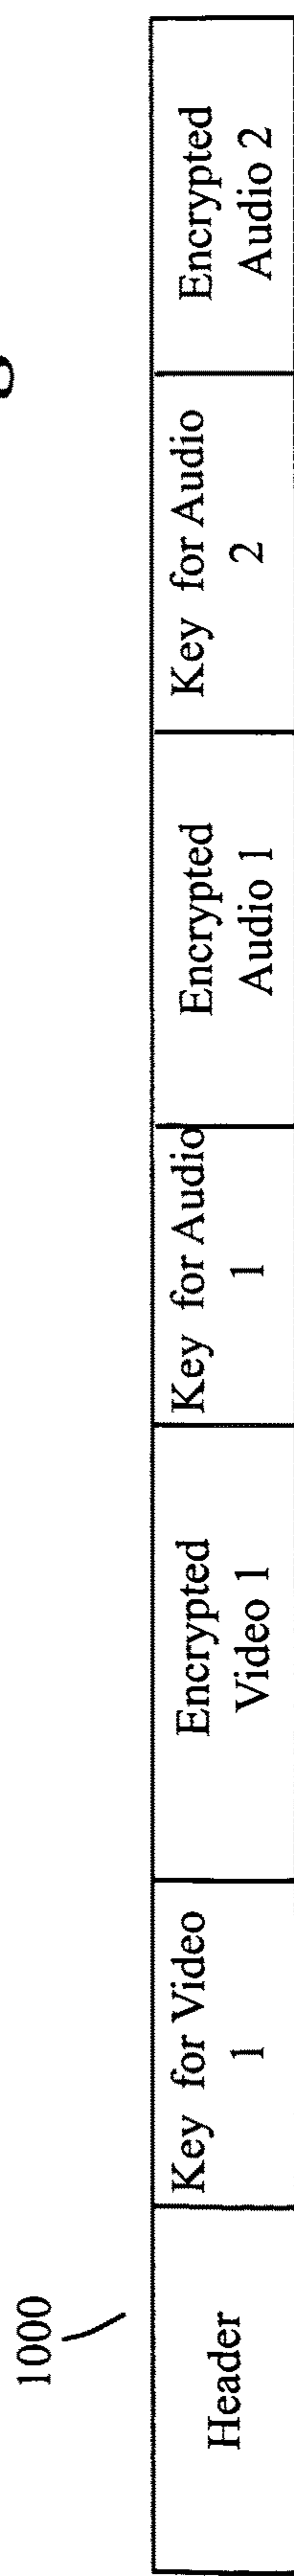 1000
Header
Key for Video
1
Encrypted
Video 1
Key for Audio
1
Encrypted
Audio 1
Key for Audio
2
Encrypted
Audio 2